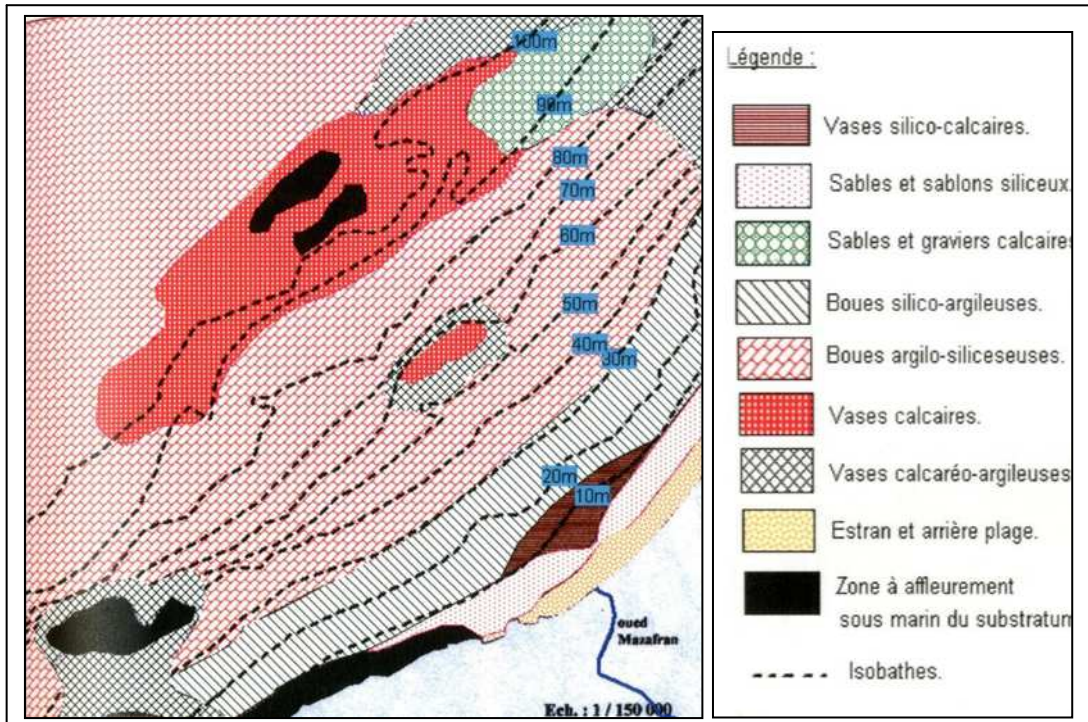 100m
90m
80m
70m
60m
50m
40m
30m
20m
10m
oued
Mazafran
Ech. : 1 / 150 000
Légende :
Vases silico-calcaires.
Sables et sablons siliceux.
Sables et graviers calcaires
Boues silico-argileuses.
Boues argilo-siliceseuses.
Vases calcaires.
Vases calcaréo-argileuses
Estran et arrière plage.
Zone à affleurement
sous marin du substratum
Isobathes.